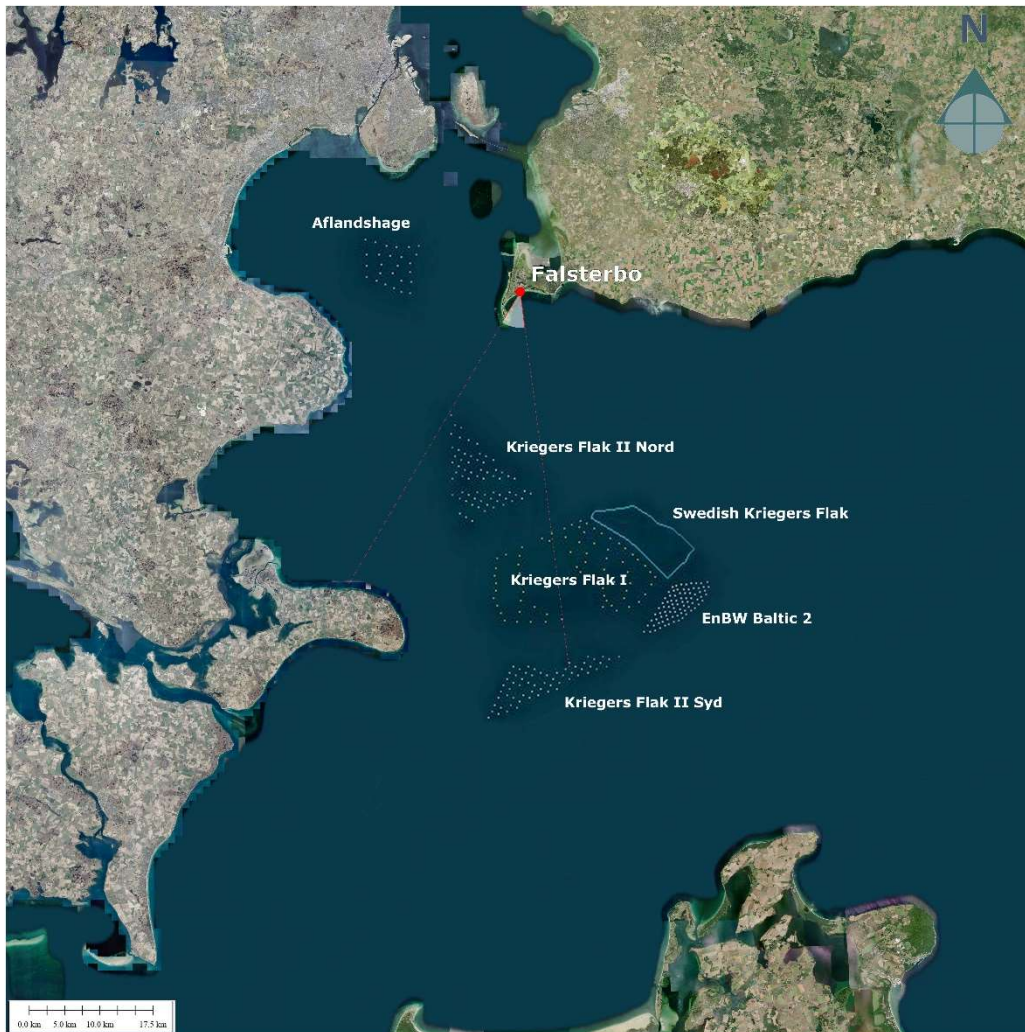 N
Aflandshage
Falsterbo
Kriegers Flak II Nord
Swedish Kriegers Flak
Kriegers Flak I
EnBW Baltic 2
Kriegers Flak II Syd
0.0 km 5.0 km 10.0 km 17.5 km